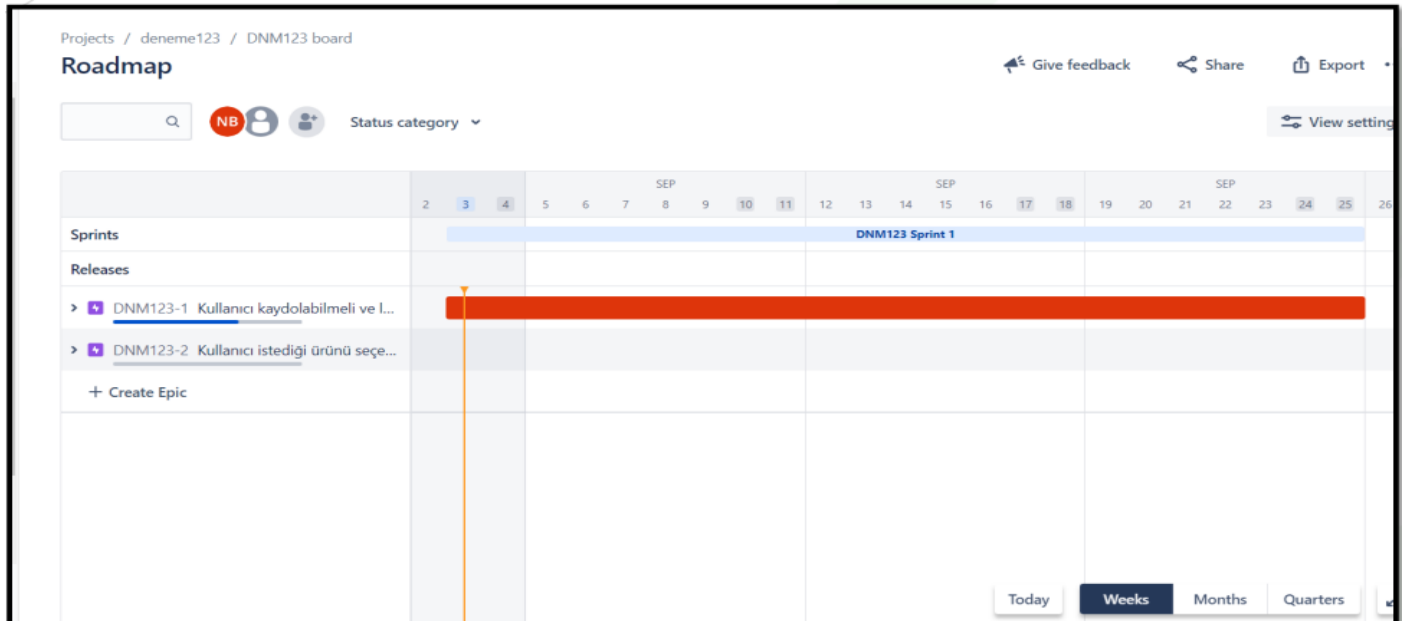 Projects / deneme123 / DNM123 board
Roadmap
Give feedback Share Export
NB Status category View setting
SEP SEP SEP
2 3 4 5 6 7 8 9 10 11 12 13 14 15 16 17 18 19 20 21 22 23 24 25 26
Sprints DNM123 Sprint 1
Releases
DNM123-1 Kullanıcı kaydolabilmeli ve l...
DNM123-2 Kullanıcı istediği ürünü seçe...
+ Create Epic
Today Weeks Months Quarters